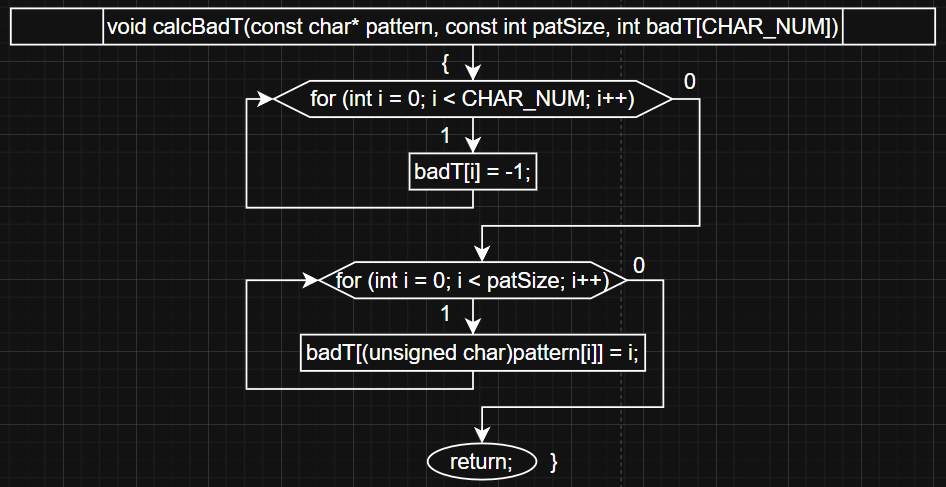 void calcBadT(const char* pattern, const int patSize, int badT[CHAR_NUM])
{
for (int i = 0; i < CHAR_NUM; i++)
0
1
badT[i] = -1;
for (int i = 0; i < patSize; i++)
0
1
badT[(unsigned char)pattern[i]] = i;
return;
}